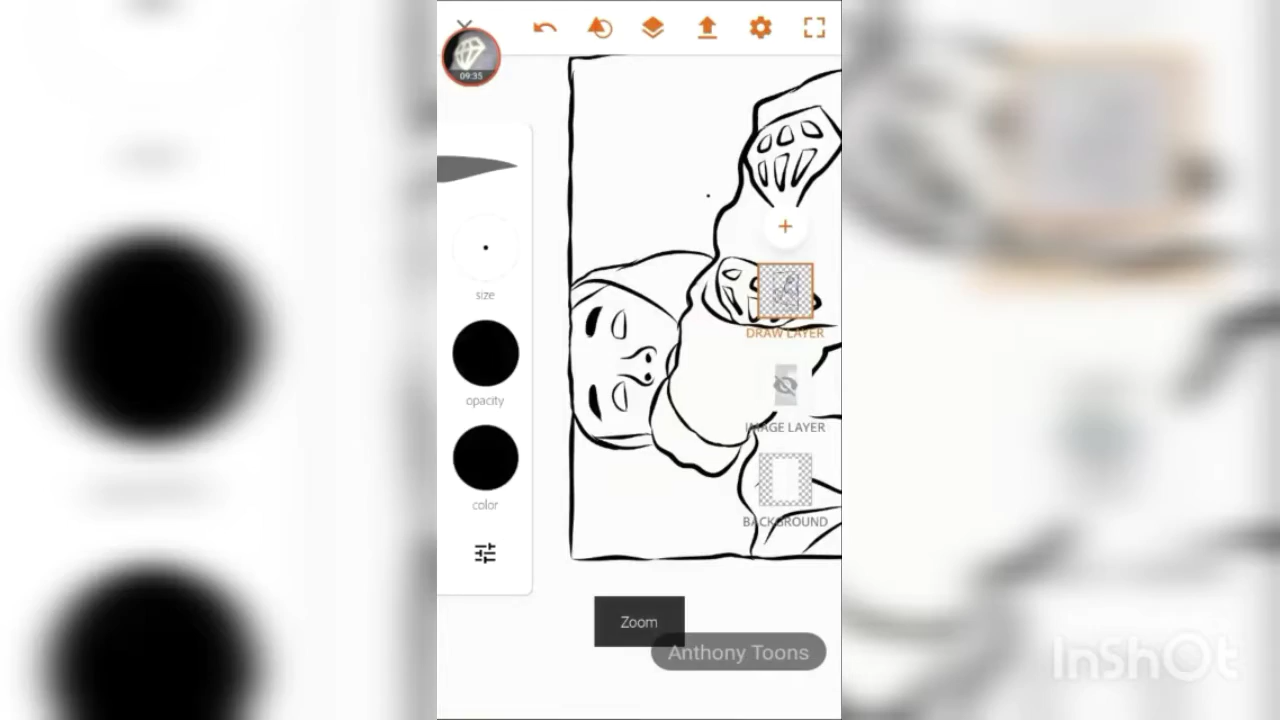 09:35
size
opacity
color
DRAW LAYER
IMAGE LAYER
BACKGROUND
Zoom
Anthony Toons
InShOt